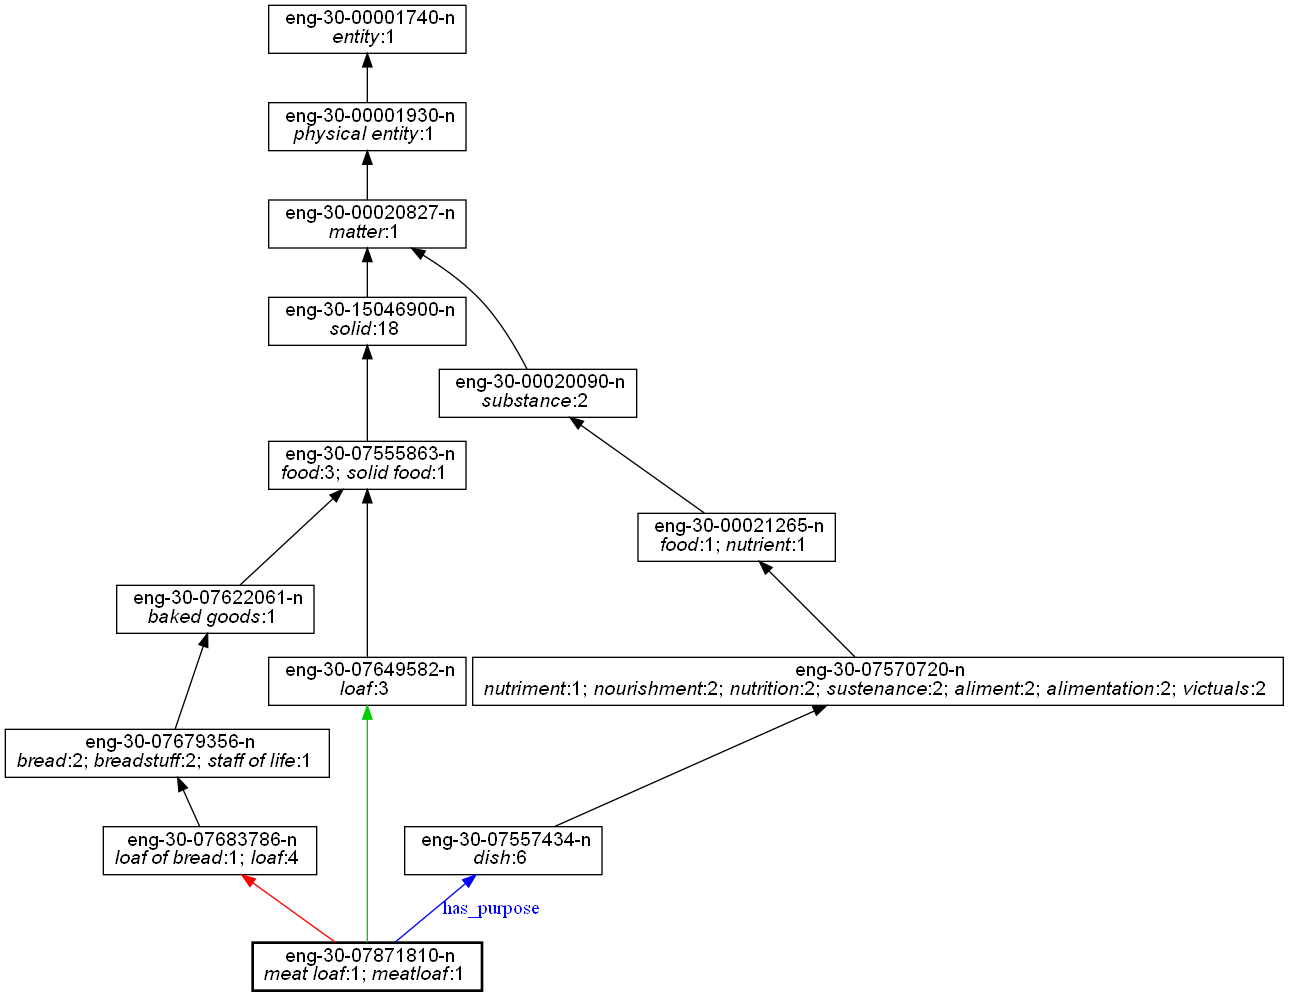 eng-30-00001740-n
entity:1
eng-30-00001930-n
physical entity:1
eng-30-00020827-n
matter:1
eng-30-15046900-n
solid:18
eng-30-00020090-n
substance:2
eng-30-07555863-n
food:3; solid food:1
eng-30-00021265-n
food:1; nutrient:1
eng-30-07622061-n
baked goods:1
eng-30-07649582-n
loaf:3
eng-30-07570720-n
nutriment:1; nourishment:2; nutrition:2; sustenance:2; aliment:2; alimentation:2; victuals:2
eng-30-07679356-n
bread:2; breadstuff:2; staff of life:1
eng-30-07683786-n
loaf of bread:1; loaf:4
eng-30-07557434-n
dish:6
has_purpose
eng-30-07871810-n
meat loaf:1; meatloaf:1